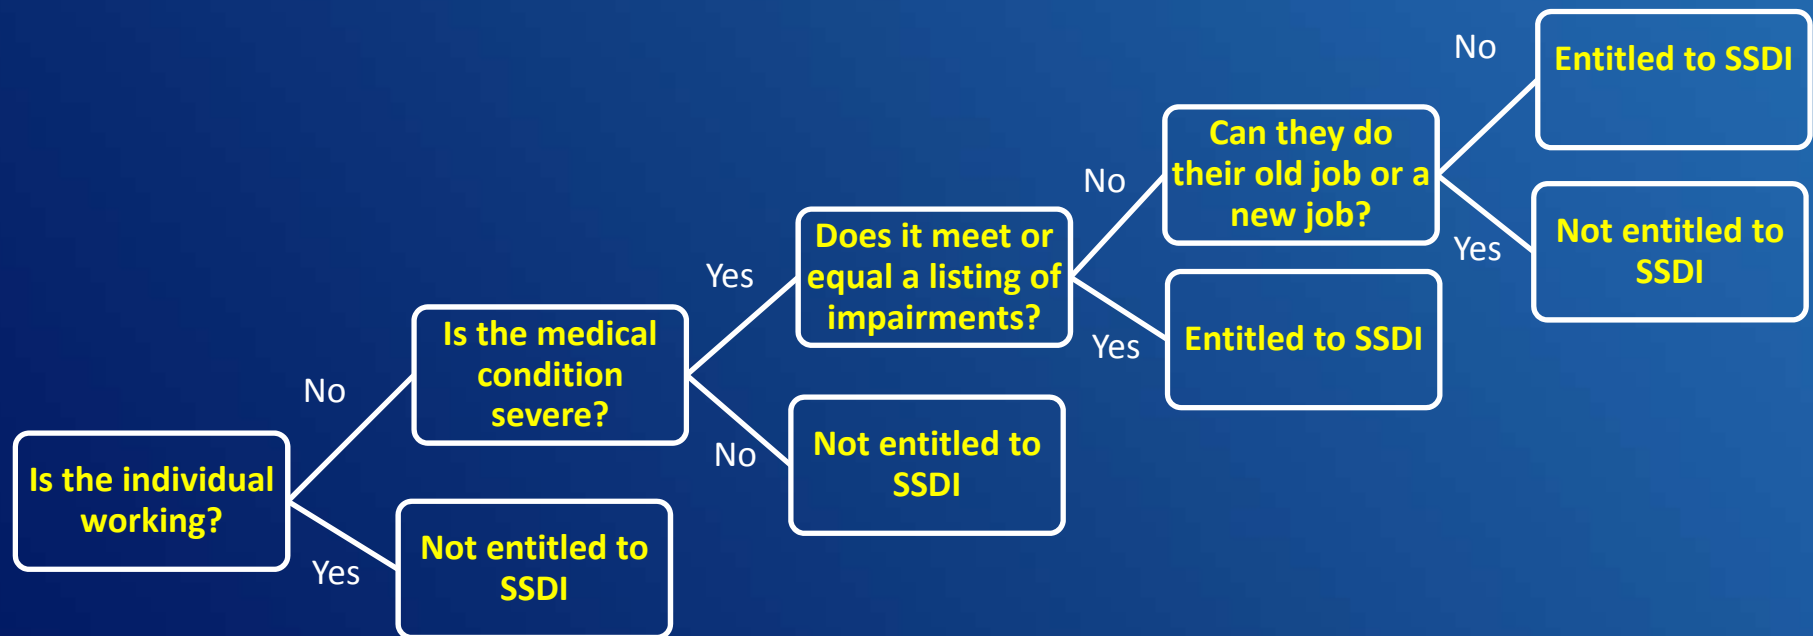 Is the individual
working?
Yes
Not entitled to
SSDI
No
Is the medical
condition
severe?
No
Not entitled to
SSDI
Yes
Does it meet or
equal a listing of
impairments?
Yes
Entitled to SSDI
No
Can they do
their old job or a
new job?
Yes
Not entitled to
SSDI
No
Entitled to SSDI